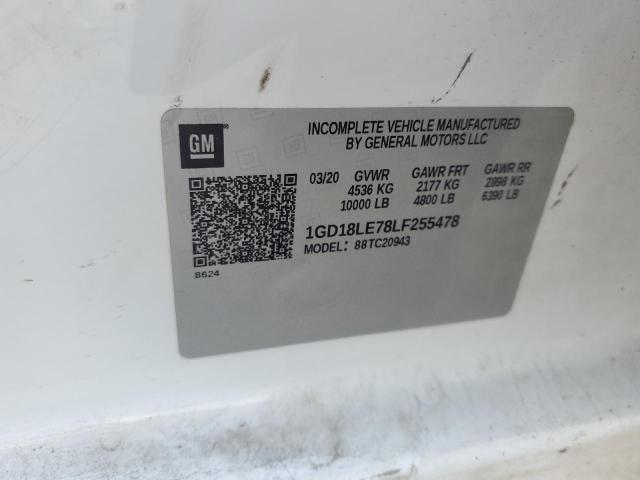 GM
INCOMPLETE VEHICLE MANUFACTURED
BY GENERAL MOTORS LLC
03/20 GVWR GAWR FRT GAWR RR
4536 KG 2177 KG 2898 KG
10000 LB 4800 LB 6390 LB
1GD18LE78LF255478
MODEL: 88TC20943
8624